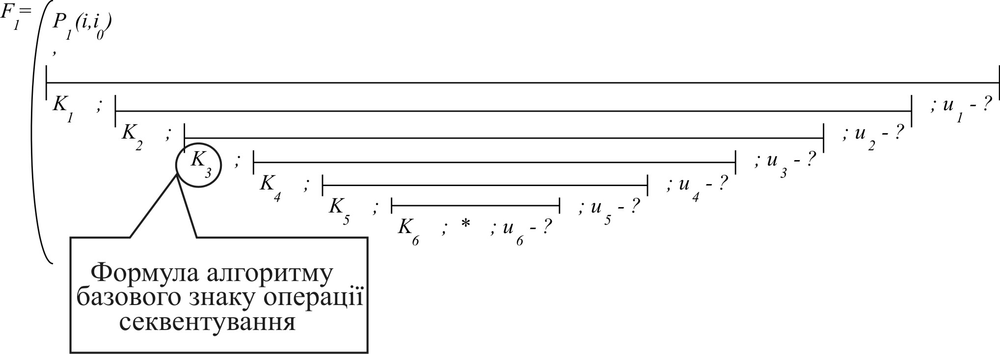 F₁=
P₁(i,i₀)
,
K₁ ; ; u₁ - ?
K₂ ; ; u₂ - ?
K₃ ; ; u₃ - ?
K₄ ; ; u₄ - ?
K₅ ; ; u₅ - ?
K₆ ; * ; u₆ - ?
Формула алгоритму
базового знаку операції
секвентування